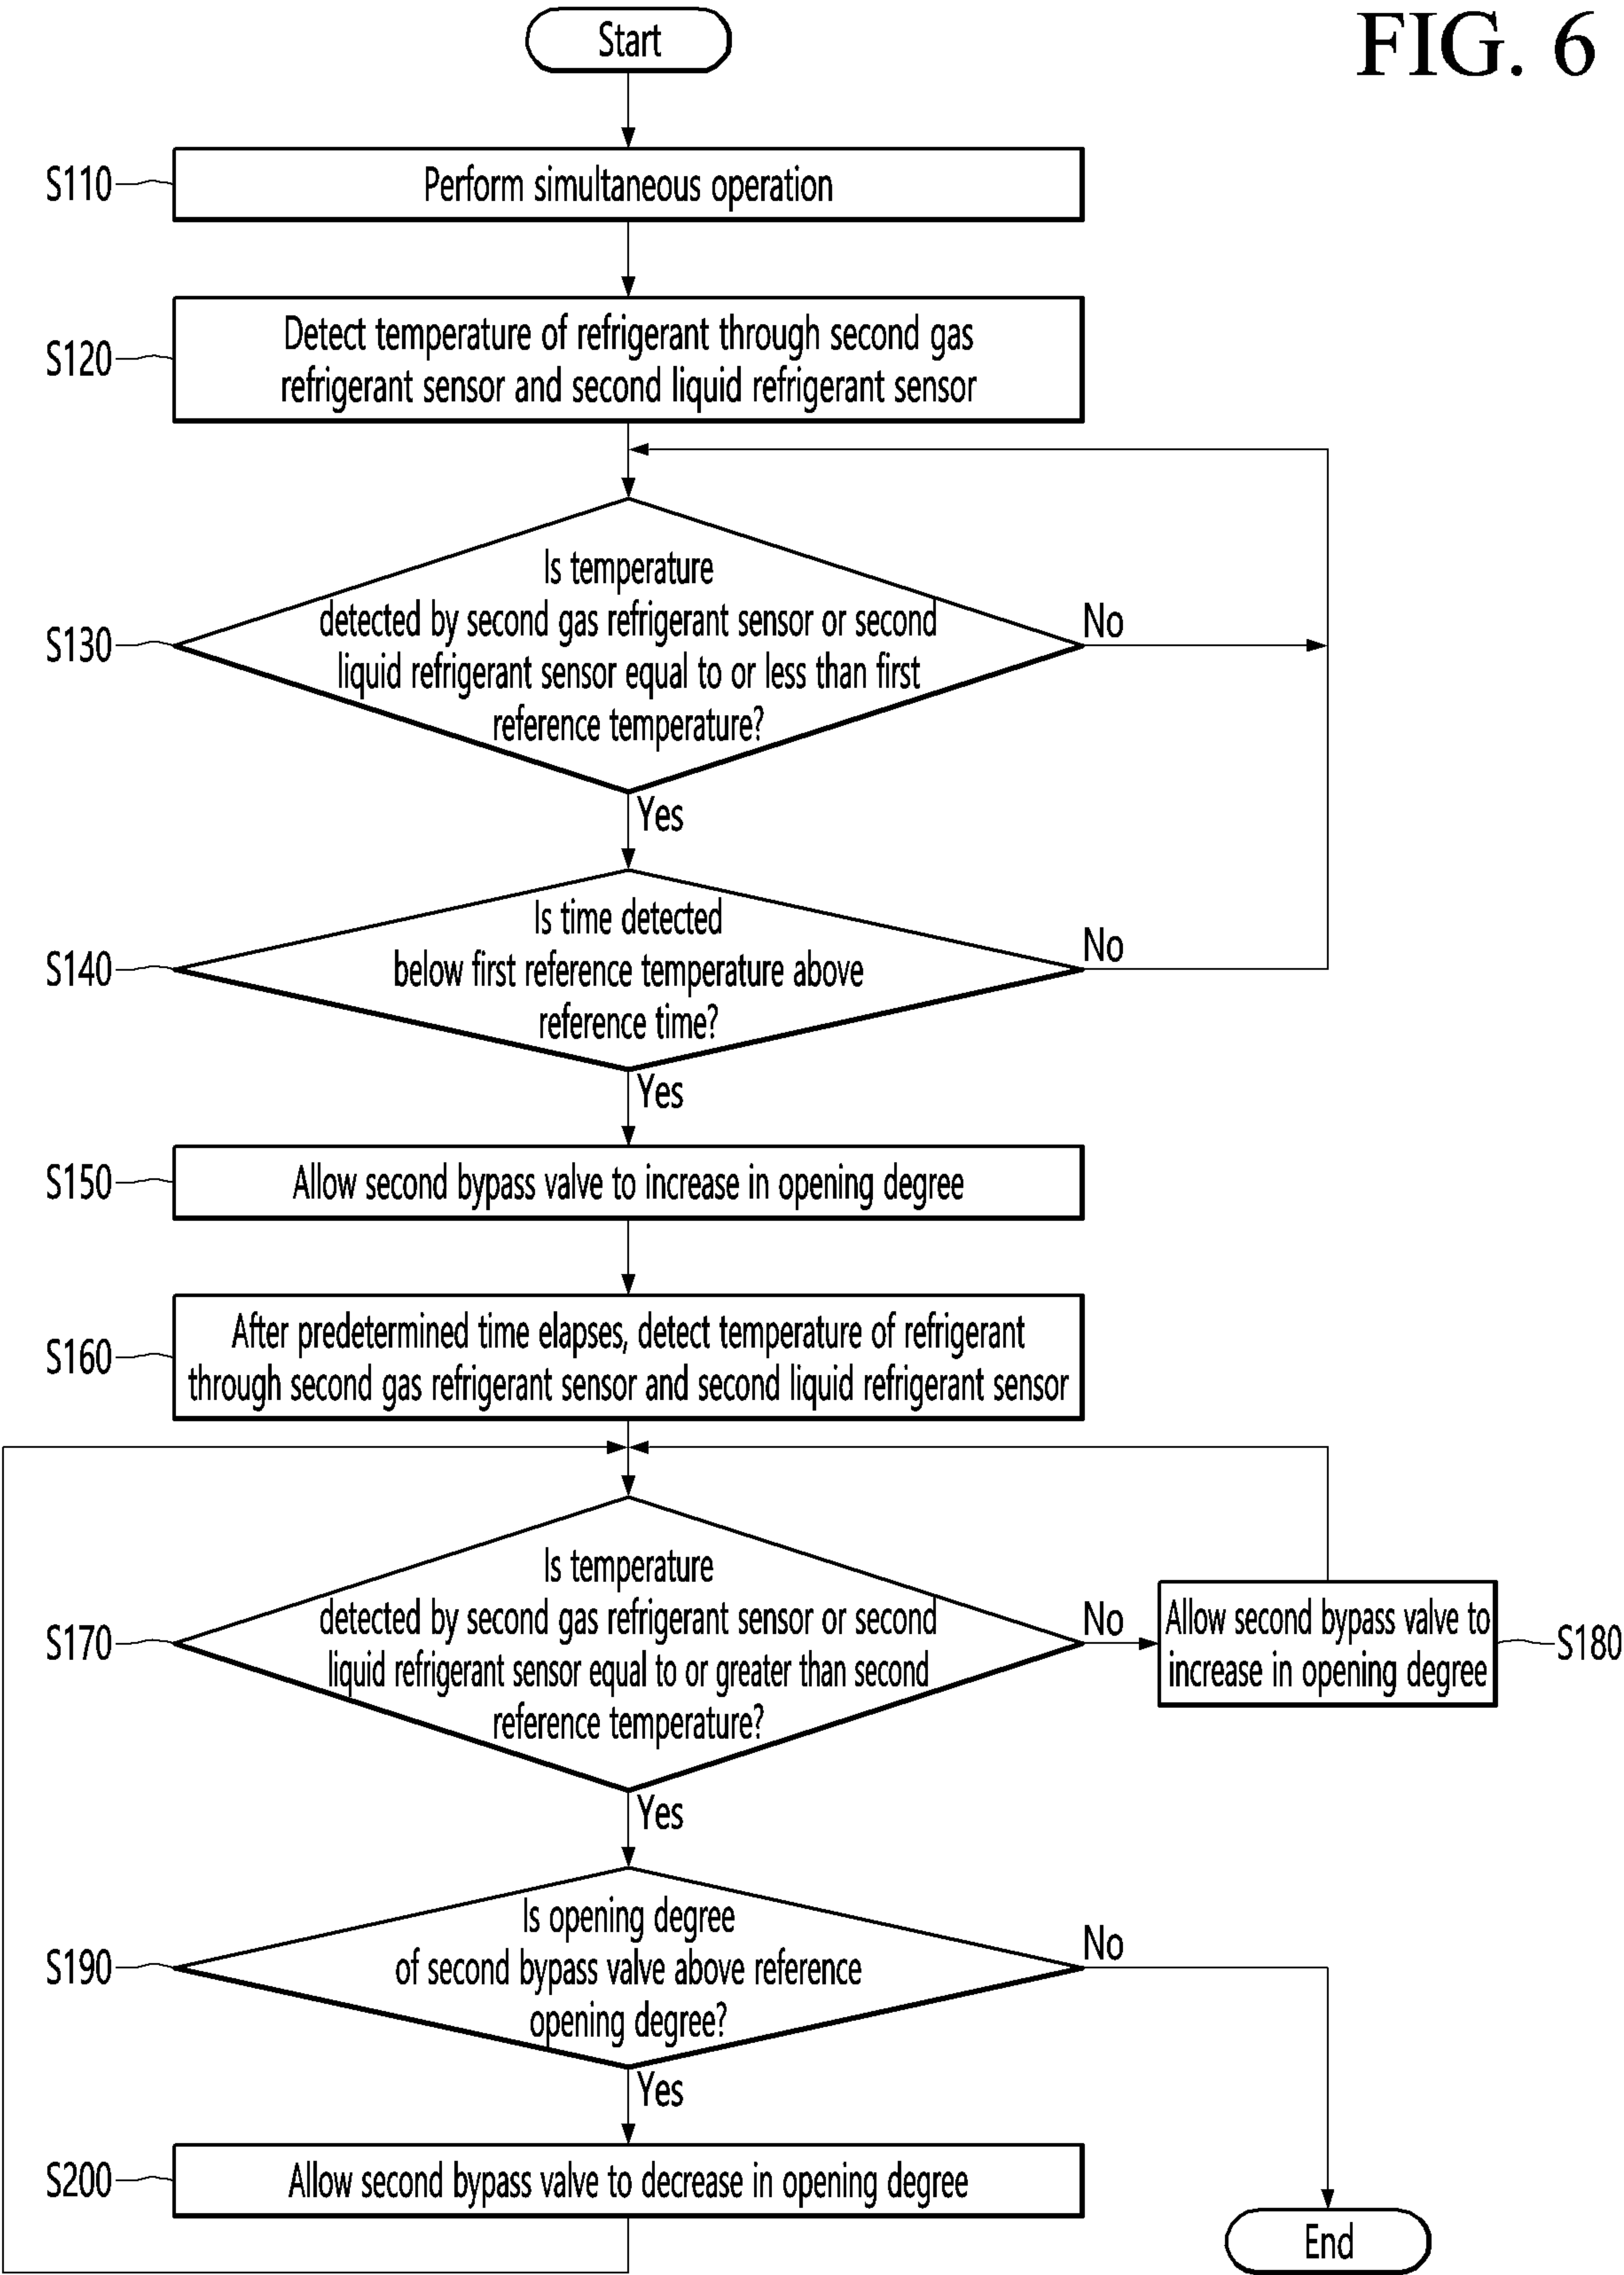 FIG. 6
Start
S110
Perform simultaneous operation
S120
Detect temperature of refrigerant through second gas
refrigerant sensor and second liquid refrigerant sensor
S130
Is temperature
detected by second gas refrigerant sensor or second
liquid refrigerant sensor equal to or less than first
reference temperature?
No
Yes
S140
Is time detected
below first reference temperature above
reference time?
No
Yes
S150
Allow second bypass valve to increase in opening degree
S160
After predetermined time elapses, detect temperature of refrigerant
through second gas refrigerant sensor and second liquid refrigerant sensor
S170
Is temperature
detected by second gas refrigerant sensor or second
liquid refrigerant sensor equal to or greater than second
reference temperature?
No
Allow second bypass valve to
increase in opening degree
S180
Yes
S190
Is opening degree
of second bypass valve above reference
opening degree?
No
Yes
S200
Allow second bypass valve to decrease in opening degree
End